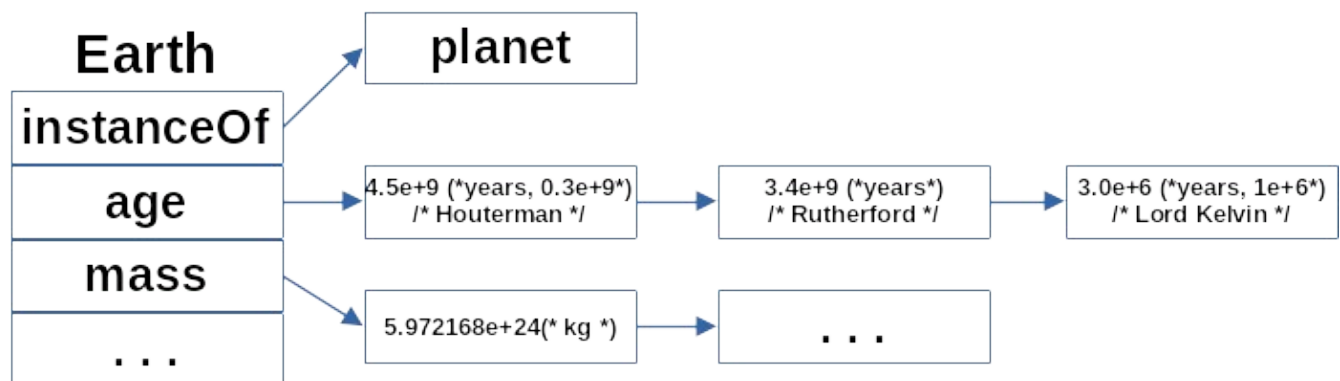 Earth
planet
instanceOf
age
4.5e+9 (*years, 0.3e+9*)
/* Houterman */
3.4e+9 (*years*)
/* Rutherford */
3.0e+6 (*years, 1e+6*)
/* Lord Kelvin */
mass
5.972168e+24(* kg *)
. . .
. . .